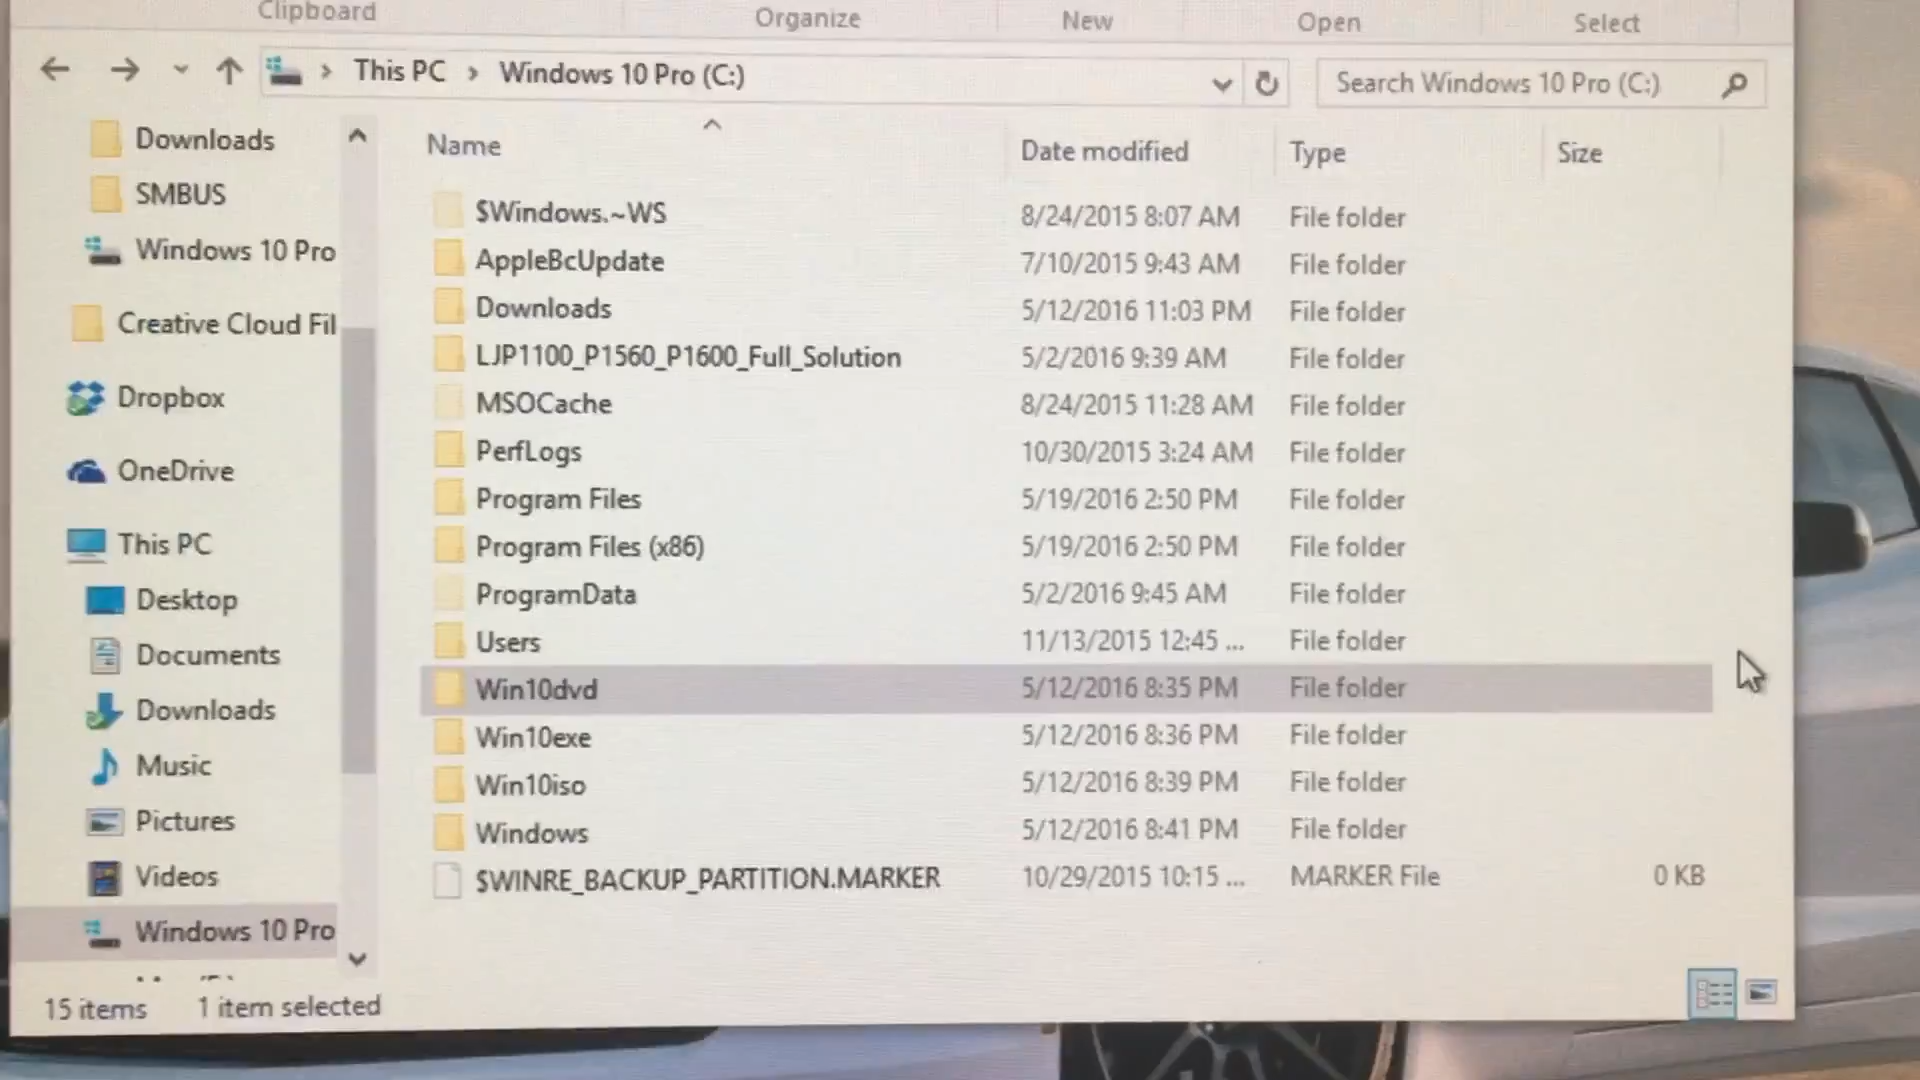 Clipboard Organize New Open Select
This PC > Windows 10 Pro (C:) Search Windows 10 Pro (C:)
Downloads
SMBUS
Windows 10 Pro
Creative Cloud Fil
Dropbox
OneDrive
This PC
Desktop
Documents
Downloads
Music
Pictures
Videos
Windows 10 Pro
Name Date modified Type Size
$Windows.~WS 8/24/2015 8:07 AM File folder
AppleBcUpdate 7/10/2015 9:43 AM File folder
Downloads 5/12/2016 11:03 PM File folder
LJP1100_P1560_P1600_Full_Solution 5/2/2016 9:39 AM File folder
MSOCache 8/24/2015 11:28 AM File folder
PerfLogs 10/30/2015 3:24 AM File folder
Program Files 5/19/2016 2:50 PM File folder
Program Files (x86) 5/19/2016 2:50 PM File folder
ProgramData 5/2/2016 9:45 AM File folder
Users 11/13/2015 12:45 ... File folder
Win10dvd 5/12/2016 8:35 PM File folder
Win10exe 5/12/2016 8:36 PM File folder
Win10iso 5/12/2016 8:39 PM File folder
Windows 5/12/2016 8:41 PM File folder
$WINRE_BACKUP_PARTITION.MARKER 10/29/2015 10:15 ... MARKER File 0 KB
15 items 1 item selected